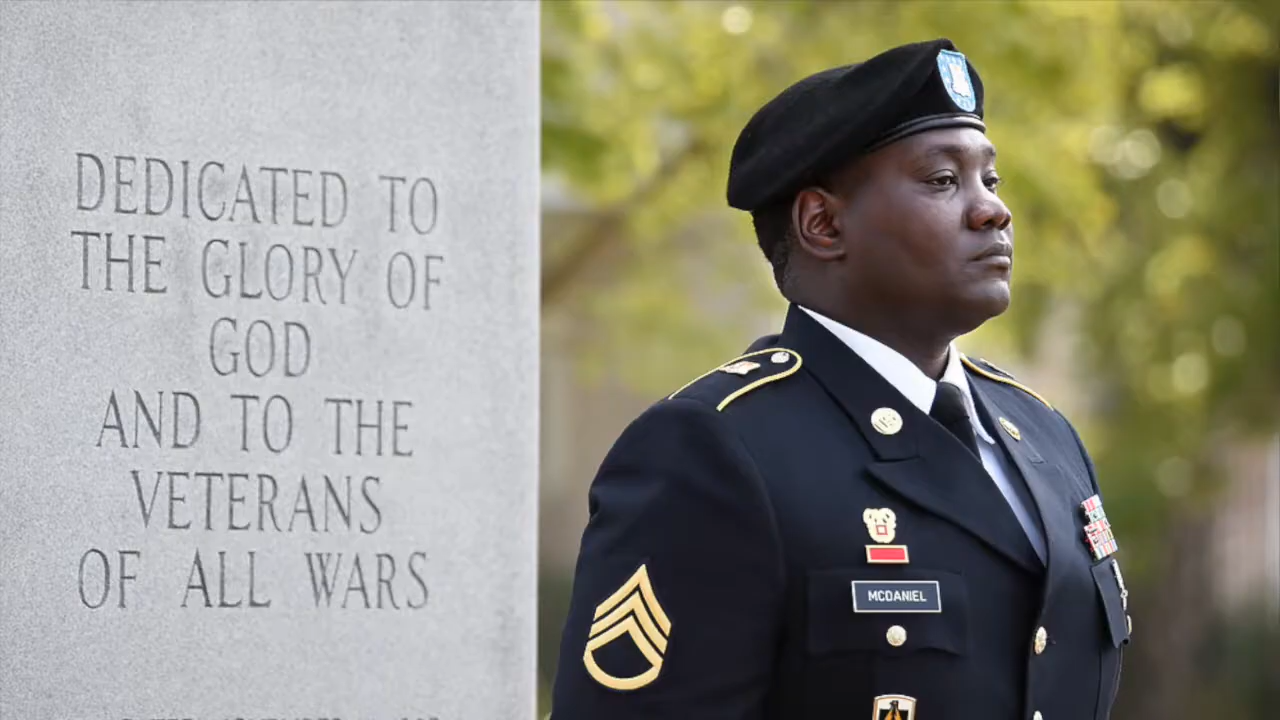 DEDICATED TO
THE GLORY OF
GOD
AND TO THE
VETERANS
OF ALL WARS
MCDANIEL